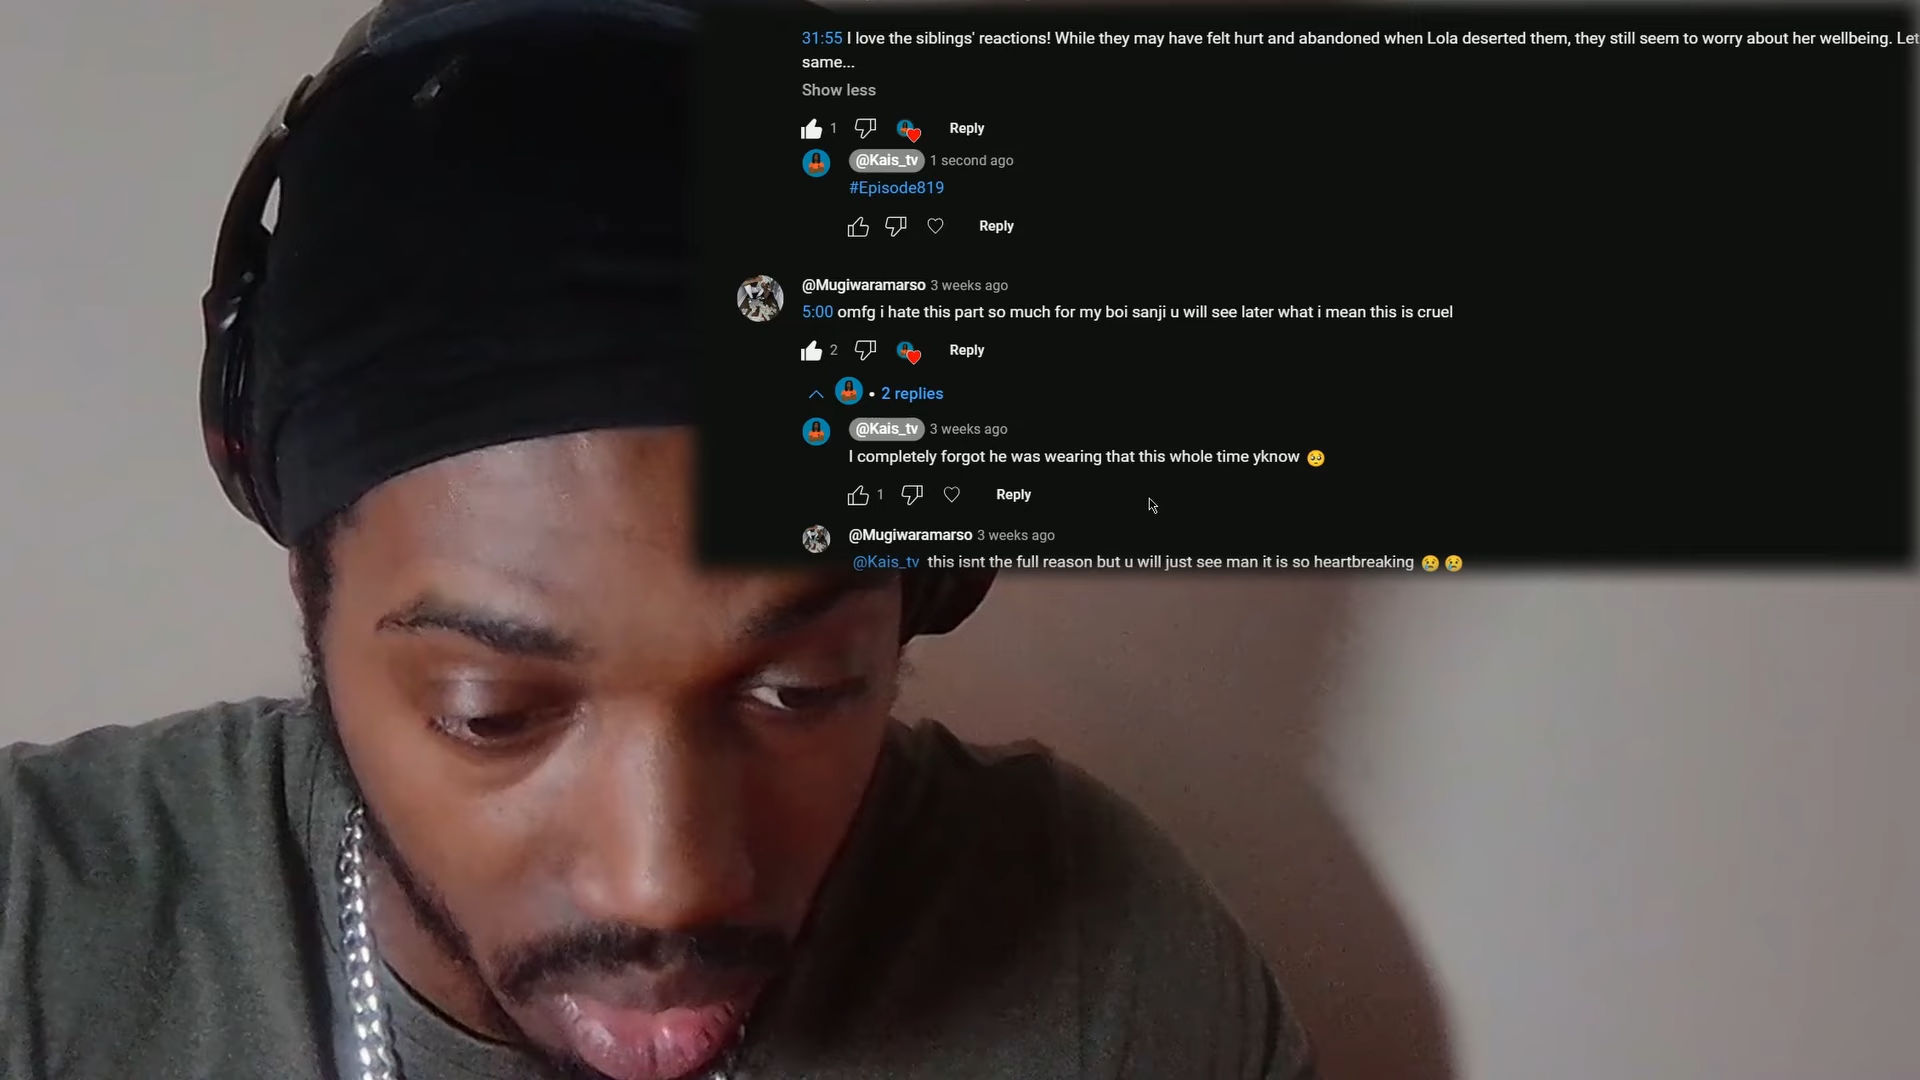 31:55 I love the siblings' reactions! While they may have felt hurt and abandoned when Lola deserted them, they still seem to worry about her wellbeing. Let
same...
Show less
1 Reply
@Kais_tv 1 second ago
#Episode819
Reply
@Mugiwaramarso 3 weeks ago
5:00 omfg i hate this part so much for my boi sanji u will see later what i mean this is cruel
2 Reply
• 2 replies
@Kais_tv 3 weeks ago
I completely forgot he was wearing that this whole time yknow 🥺
1 Reply
@Mugiwaramarso 3 weeks ago
@Kais_tv this isnt the full reason but u will just see man it is so heartbreaking 😢 😢